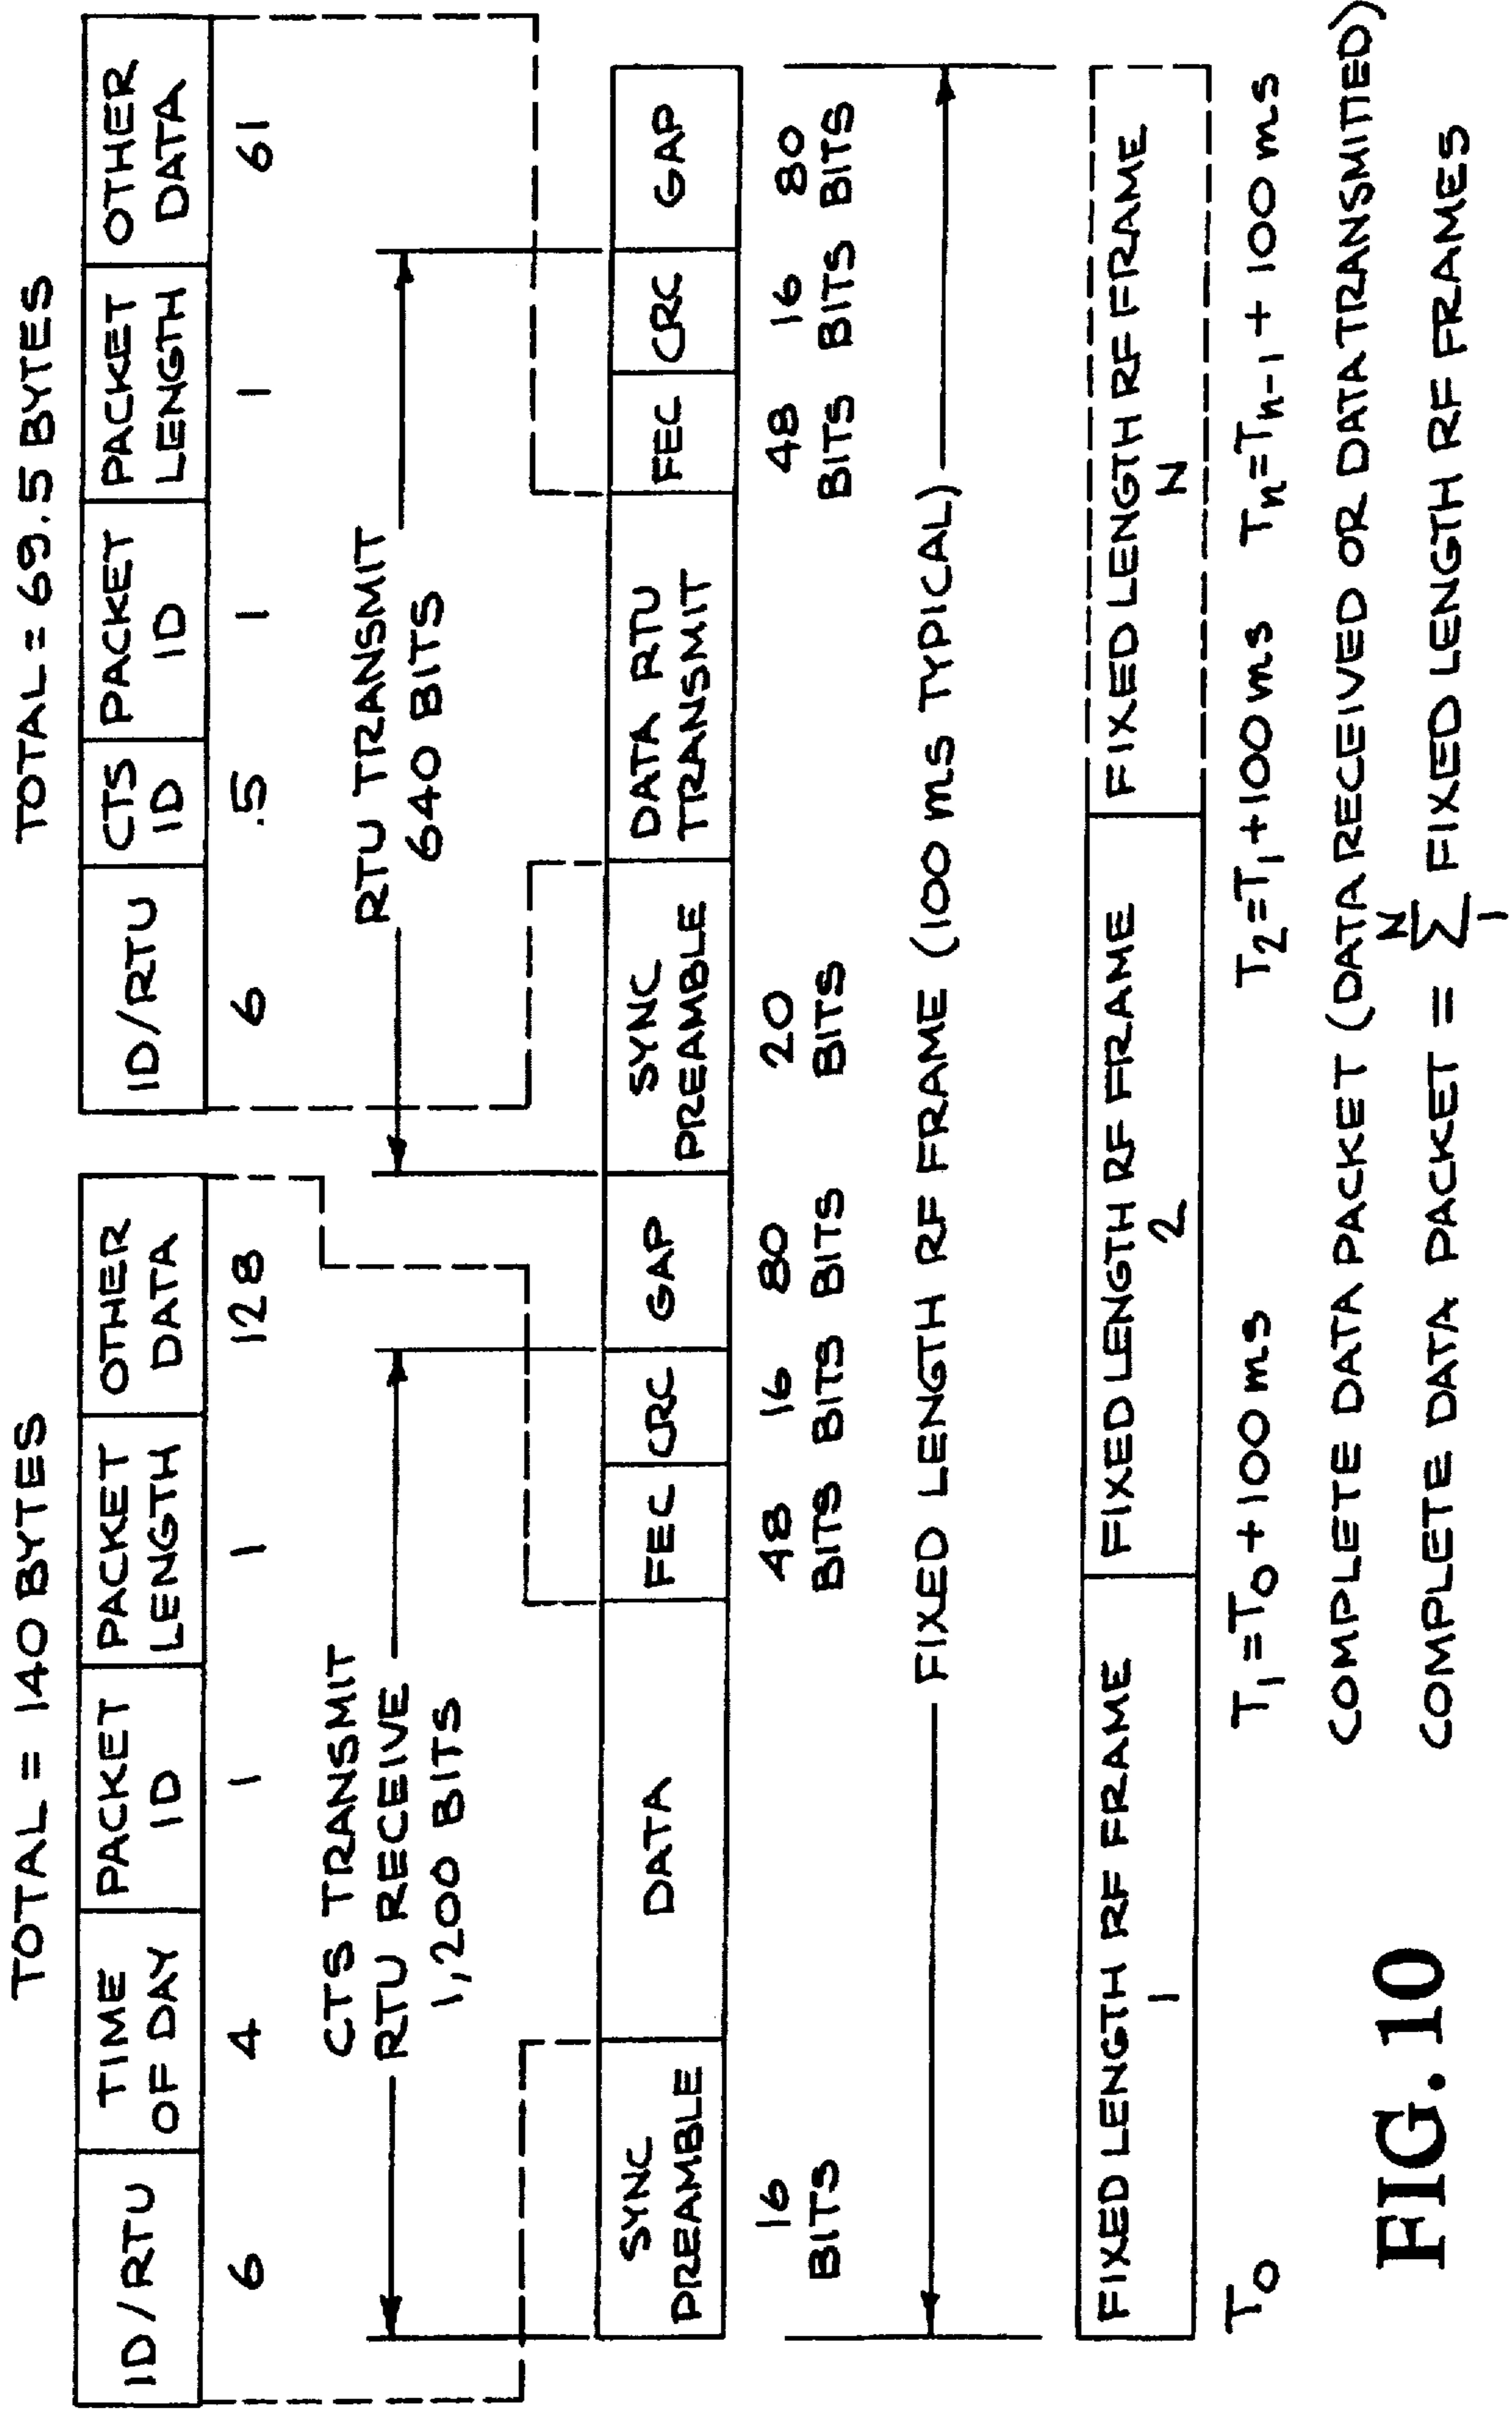 TOTAL = 140 BYTES
TOTAL = 69.5 BYTES
ID/RTU
TIME
OF DAY
PACKET
ID
PACKET
LENGTH
OTHER
DATA
ID/RTU
CTS
ID
PACKET
ID
PACKET
LENGTH
OTHER
DATA
6
4
1
1
128
6
.5
1
1
61
CTS TRANSMIT
RTU RECEIVE
1,200 BITS
RTU TRANSMIT
640 BITS
SYNC
PREAMBLE
DATA
FEC
CRC
GAP
SYNC
PREAMBLE
DATA RTU
TRANSMIT
FEC
CRC
GAP
16
BITS
48
BITS
16
BITS
80
BITS
20
BITS
48
BITS
16
BITS
80
BITS
FIXED LENGTH RF FRAME (100 ms TYPICAL)
FIXED LENGTH RF FRAME
1
FIXED LENGTH RF FRAME
2
FIXED LENGTH RF FRAME
N
T0
T1=T0+100ms
T2=T1+100ms
Tn=Tn-1+100ms
COMPLETE DATA PACKET (DATA RECEIVED OR DATA TRANSMITTED)
N
COMPLETE DATA PACKET = ∑ FIXED LENGTH RF FRAMES
1
FIG. 10